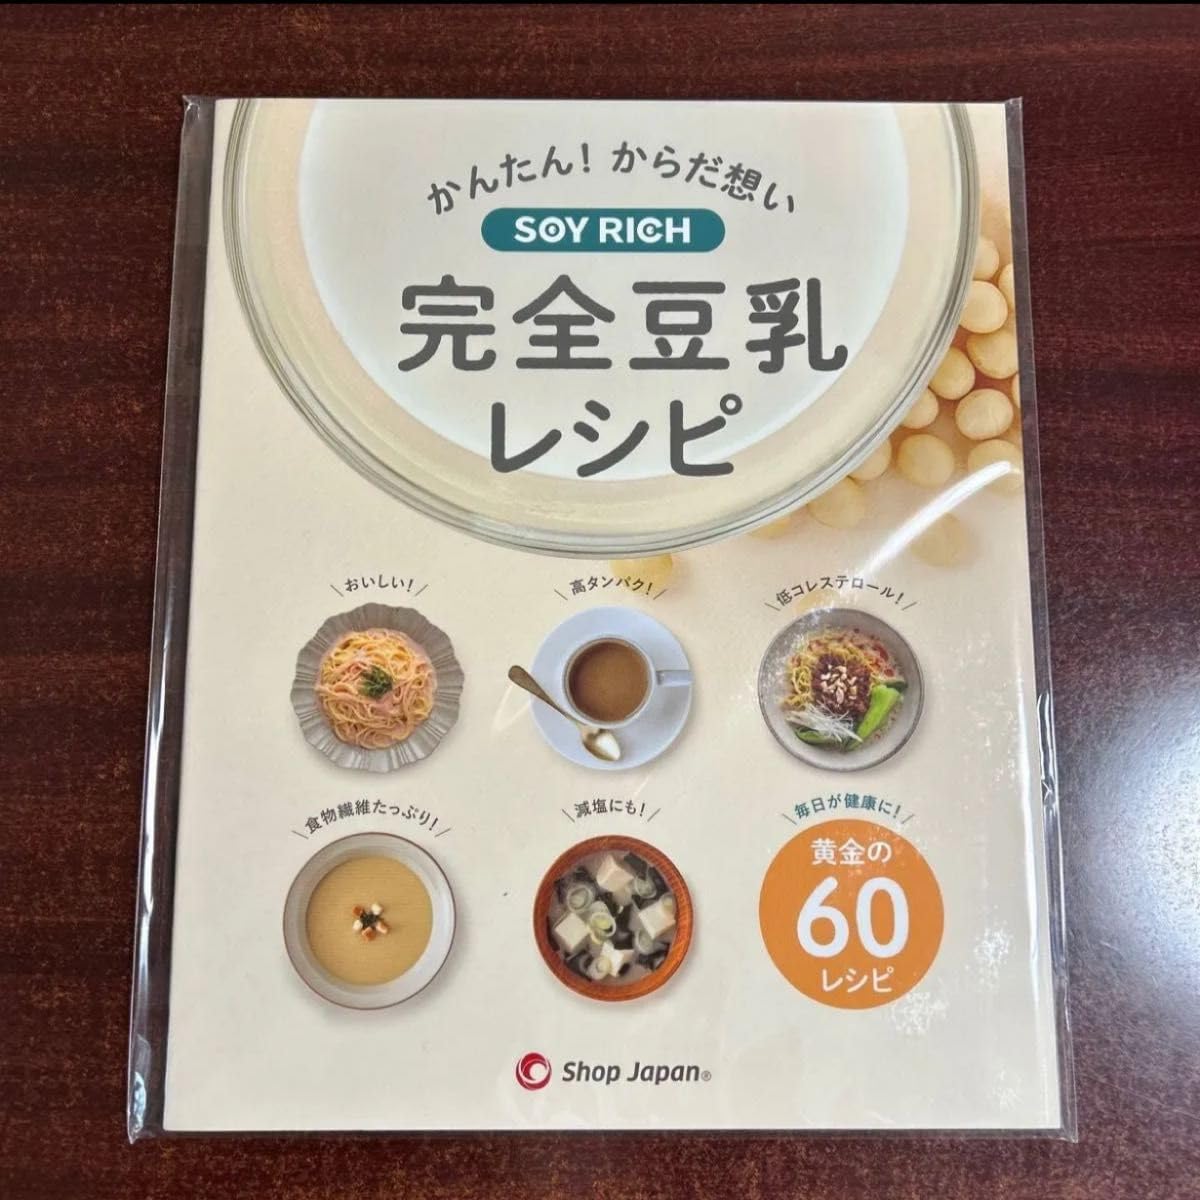 かんたん！からだ想い
SOY RICH
完全豆乳
レシピ
おいしい！
高タンパク！
低コレステロール！
食物繊維たっぷり！
減塩にも！
毎日が健康に！
黄金の
60
レシピ
Shop Japan®